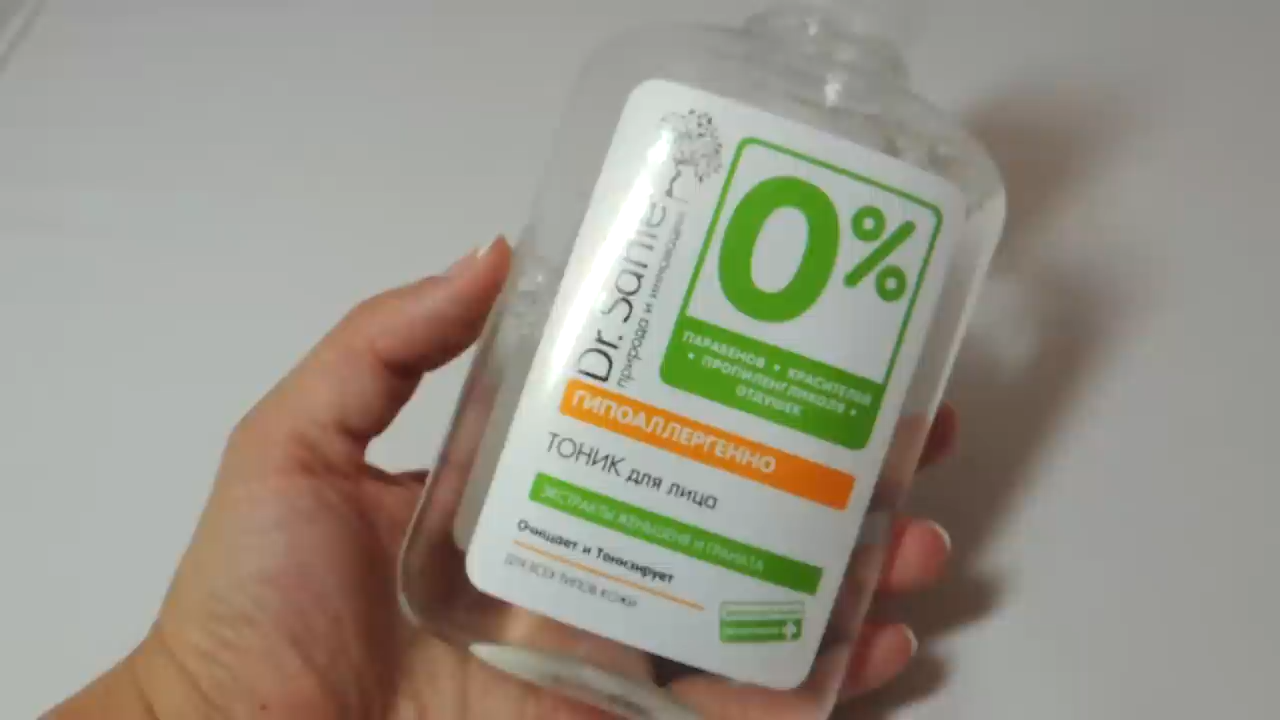 Dr. Sante
природа и инновации
0%
ПАРАБЕНОВ • КРАСИТЕЛЕЙ
• ПРОПИЛЕНГЛИКОЛЯ •
ОТДУШЕК
ГИПОАЛЛЕРГЕННО
ТОНИК для лица
ЭКСТРАКТЫ ЖЕНЬШЕНЯ И ГРАНАТА
Очищает и Тонизирует
ДЛЯ ВСЕХ ТИПОВ КОЖИ